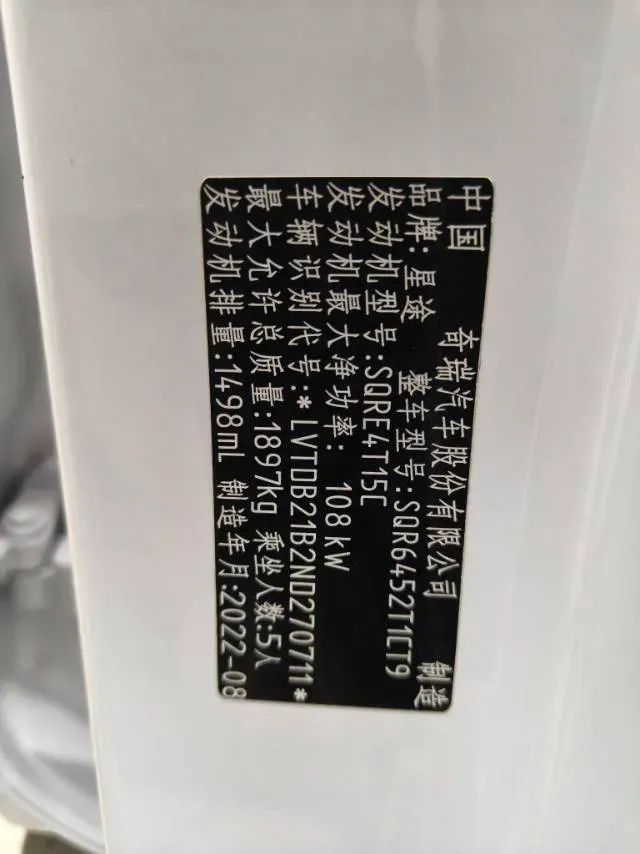 中国 奇瑞汽车股份有限公司 制造
品牌:星途 整车型号:SQR6452T1CT9
发动机型号:SQRE4T15C
发动机最大净功率: 108kW
车辆识别代号:*LVTDB21B2ND270711*
最大允许总质量:1897kg 乘坐人数:5人
发动机排量:1498mL 制造年月:2022-08